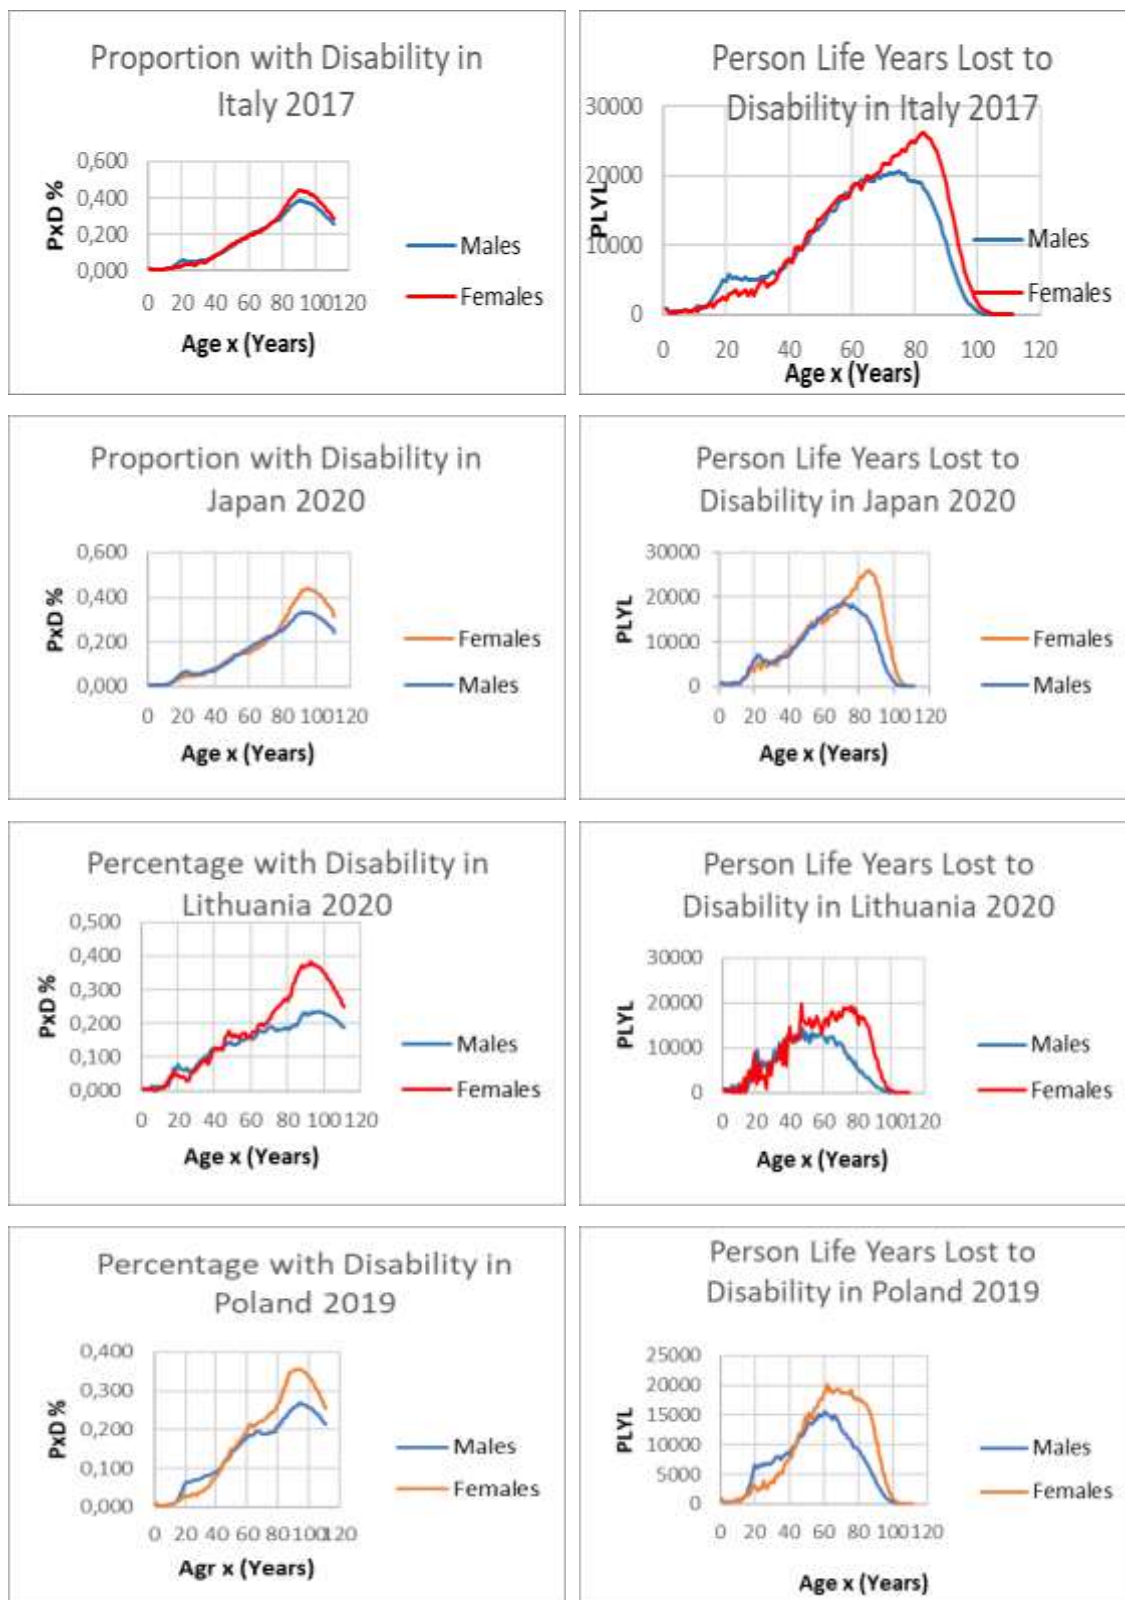 Proportion with Disability in
Italy 2017
0,600
0,400
0,200
0,000
PxD %
0 20 40 60 80 100 120
Age x (Years)
Males
Females
Person Life Years Lost to
Disability in Italy 2017
30000
20000
10000
0
PLYL
0 20 40 60 80 100 120
Age x (Years)
Males
Females
Proportion with Disability in
Japan 2020
0,600
0,400
0,200
0,000
PxD %
0 20 40 60 80 100120
Age x (Years)
Females
Males
Person Life Years Lost to
Disability in Japan 2020
30000
20000
10000
0
PLYL
0 20 40 60 80 100120
Age x (Years)
Females
Males
Percentage with Disability in
Lithuania 2020
0,500
0,400
0,300
0,200
0,100
0,000
PxD %
0 20 40 60 80 100 120
Age x (Years)
Males
Females
Person Life Years Lost to
Disability in Lithuania 2020
30000
20000
10000
0
PLYL
0 20 40 60 80 100120
Age x (Years)
Males
Females
Percentage with Disability in
Poland 2019
0,400
0,300
0,200
0,100
0,000
PxD %
0 20 40 60 80100120
Agr x (Years)
Males
Females
Person Life Years Lost to
Disability in Poland 2019
25000
20000
15000
10000
5000
0
PLYL
0 20 40 60 80 100120
Age x (Years)
Males
Females